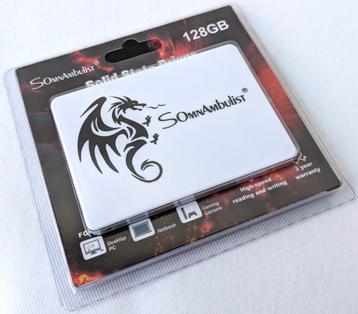 128GB
SOMNAMBULIST
Solid State Drive
SOMNAMBULIST®
High-speed
reading and writing
3 year
warranty
Desktop
PC
Netbook
Gaming
Console